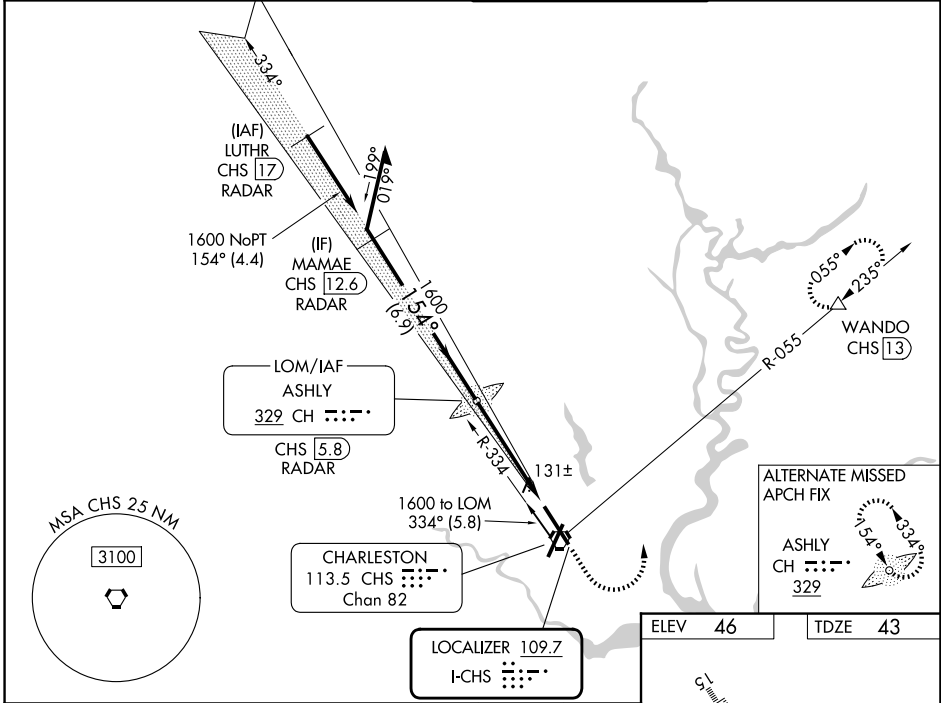 334°
(IAF)
LUTHR
CHS 17
RADAR
199°
019°
1600 NoPT
154° (4.4)
(IF)
MAMAE
CHS 12.6
RADAR
1600
154°
(6.9)
055°
235°
WANDO
CHS 13
R-055
LOM/IAF
ASHLY
329 CH
CHS 5.8
RADAR
R-334
131±
1600 to LOM
334° (5.8)
MSA CHS 25 NM
3100
CHARLESTON
113.5 CHS
Chan 82
LOCALIZER 109.7
I-CHS
ALTERNATE MISSED
APCH FIX
154°
334°
ASHLY
CH
329
ELEV 46
TDZE 43
15